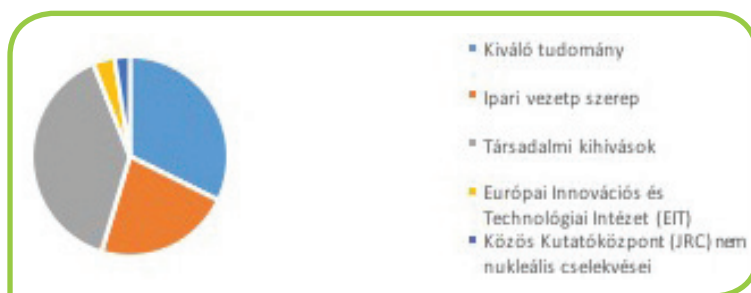 Kiváló tudomány
Ipari vezetp szerep
Társadalmi kihívások
Európai Innovációs és
Technológiai Intézet (EIT)
Közös Kutatóközpont (JRC) nem
nukleális cselekvései